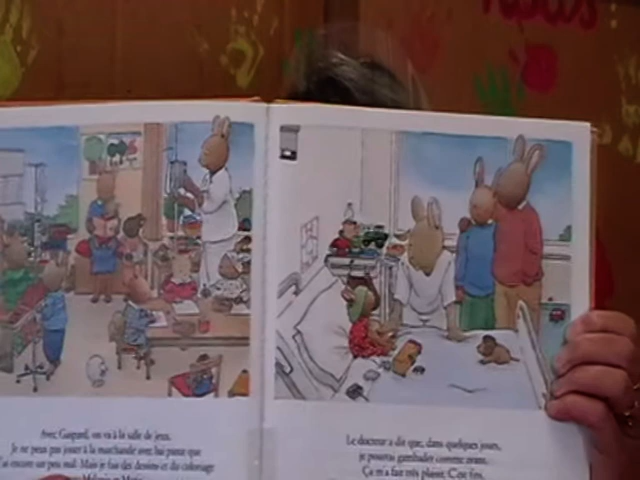 Avec Gaspard, on va à la salle de jeux.
Je ne peux pas jouer à la marchande avec lui parce que
j'ai encore un peu mal. Mais je fais des dessins et du coloriage
Le docteur a dit que, dans quelques jours,
je pourrai gambader comme avant.
Ça m'a fait très plaisir. C'est fini,